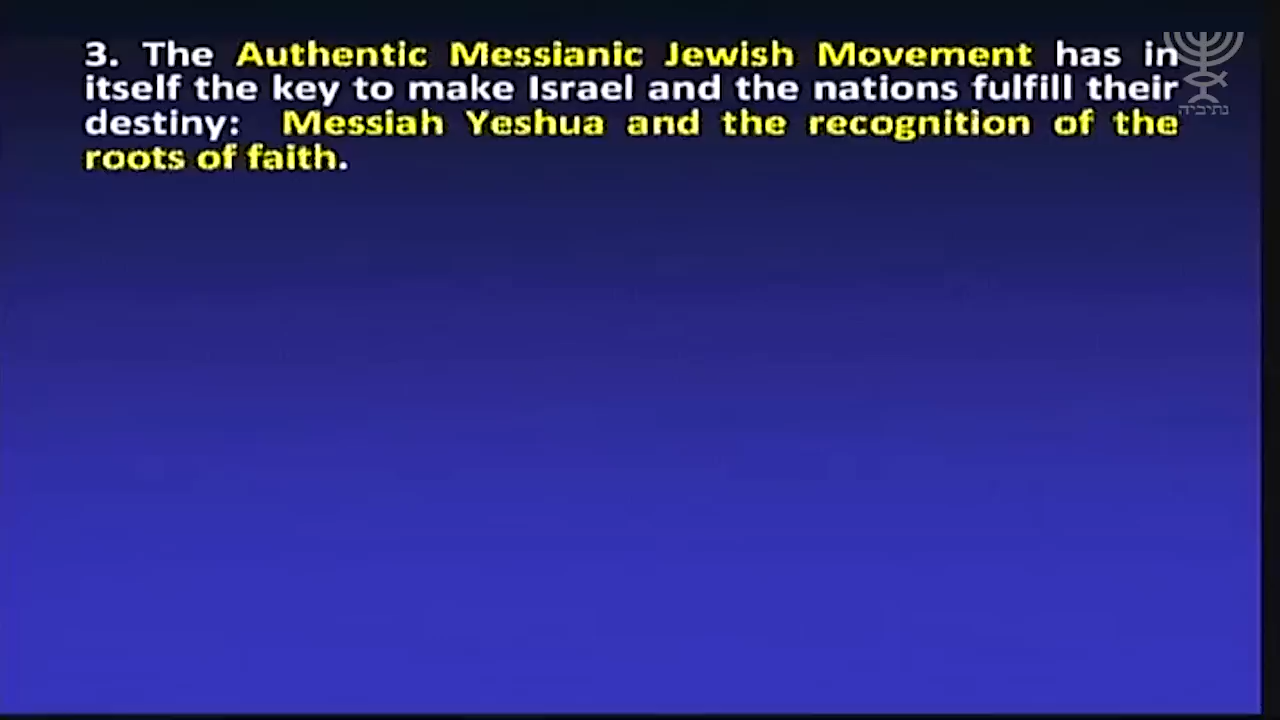 3. The Authentic Messianic Jewish Movement has in
itself the key to make Israel and the nations fulfill their
destiny: Messiah Yeshua and the recognition of the
roots of faith.
נתיביה